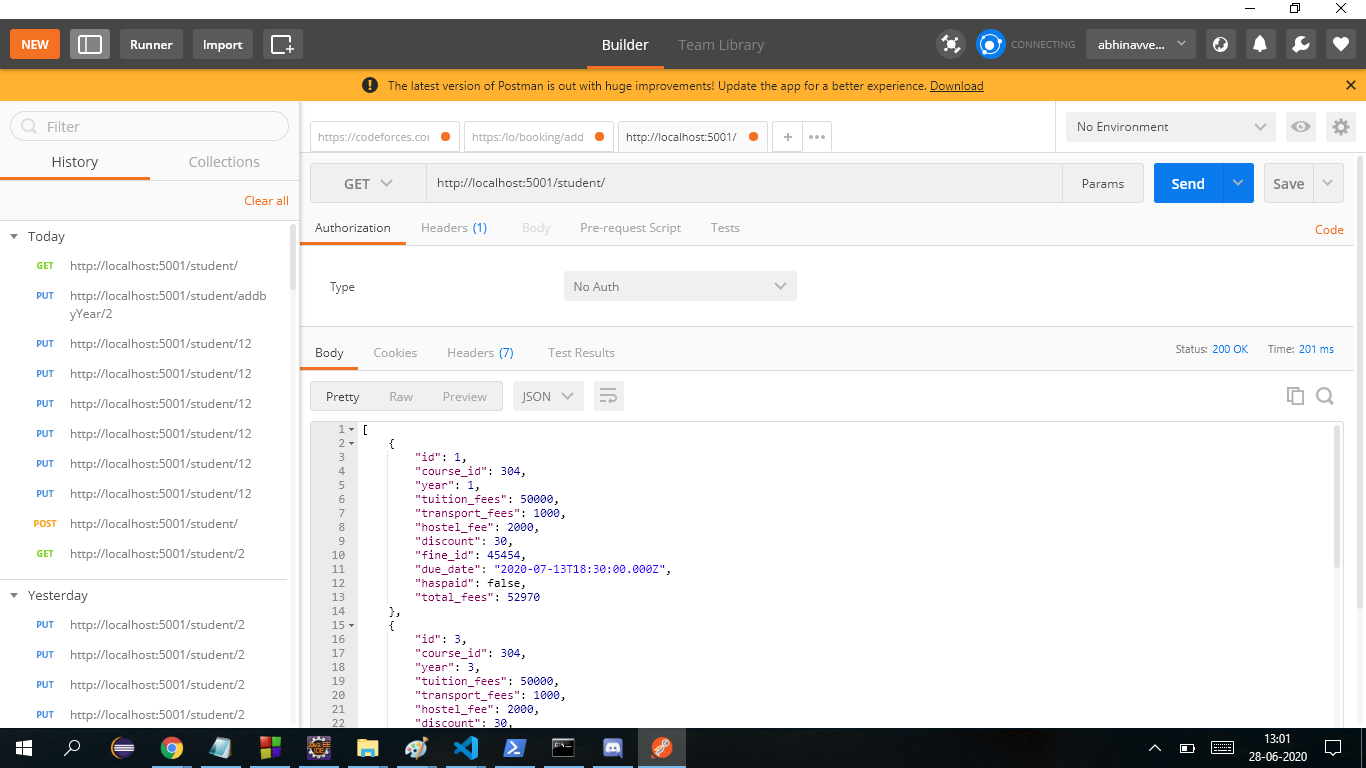 NEW
Runner
Import
Builder
Team Library
CONNECTING
abhinavve...
The latest version of Postman is out with huge improvements! Update the app for a better experience. Download
Filter
History
Collections
Clear all
Today
GET http://localhost:5001/student/
PUT http://localhost:5001/student/addb
yYear/2
PUT http://localhost:5001/student/12
PUT http://localhost:5001/student/12
PUT http://localhost:5001/student/12
PUT http://localhost:5001/student/12
PUT http://localhost:5001/student/12
PUT http://localhost:5001/student/12
POST http://localhost:5001/student/
GET http://localhost:5001/student/2
Yesterday
PUT http://localhost:5001/student/2
PUT http://localhost:5001/student/2
PUT http://localhost:5001/student/2
PUT http://localhost:5001/student/2
https://codeforces.co
https:/lo/booking/add
http://localhost:5001/
No Environment
GET
http://localhost:5001/student/
Params
Send
Save
Authorization
Headers (1)
Body
Pre-request Script
Tests
Code
Type
No Auth
Body
Cookies
Headers (7)
Test Results
Status: 200 OK
Time: 201 ms
Pretty
Raw
Preview
JSON
1 [
2 {
3 "id": 1,
4 "course_id": 304,
5 "year": 1,
6 "tuition_fees": 50000,
7 "transport_fees": 1000,
8 "hostel_fee": 2000,
9 "discount": 30,
10 "fine_id": 45454,
11 "due_date": "2020-07-13T18:30:00.000Z",
12 "haspaid": false,
13 "total_fees": 52970
14 },
15 {
16 "id": 3,
17 "course_id": 304,
18 "year": 3,
19 "tuition_fees": 50000,
20 "transport_fees": 1000,
21 "hostel_fee": 2000,
22 "discount": 30,
13:01
28-06-2020